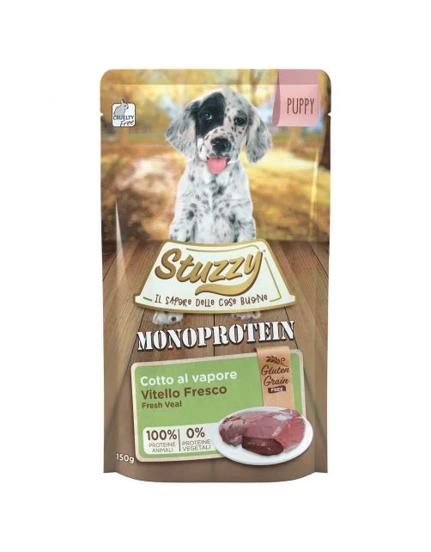 CRUELTY
Free
PUPPY
Stuzzy
IL SAPORE DELLE COSE BUONE
MONOPROTEIN
Cotto al vapore
Vitello Fresco
Fresh Veal
Gluten
Grain
FREE
100%
PROTEINE
ANIMALI
0%
PROTEINE
VEGETALI
150g